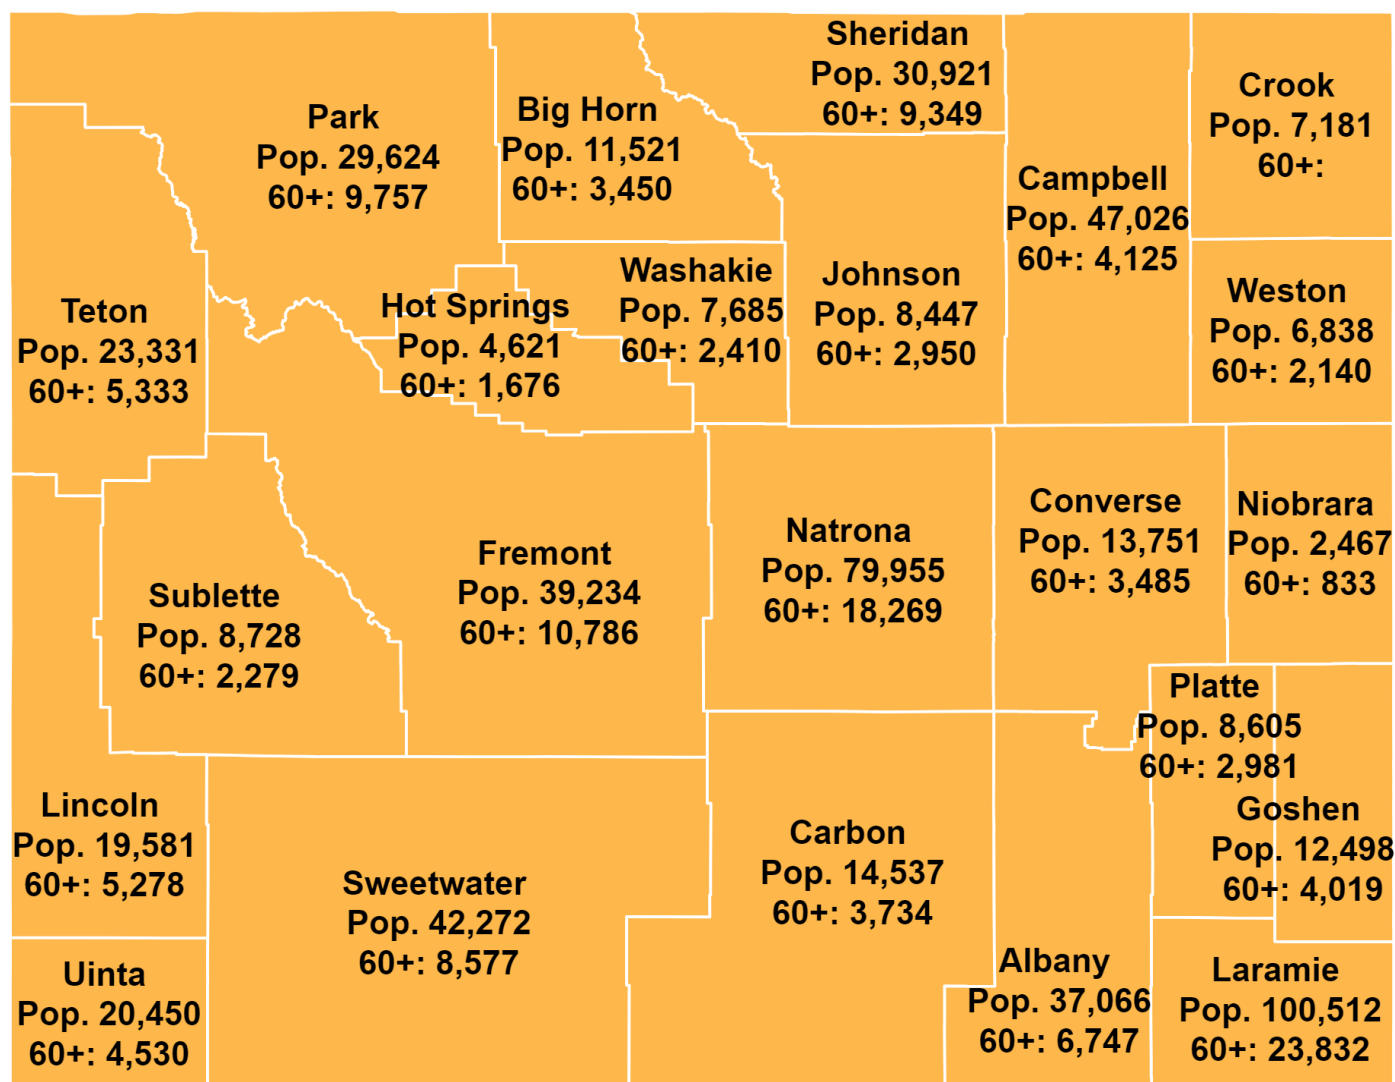 Sheridan
Pop. 30,921
60+: 9,349
Crook
Pop. 7,181
60+:
Park
Pop. 29,624
60+: 9,757
Big Horn
Pop. 11,521
60+: 3,450
Campbell
Pop. 47,026
60+: 4,125
Washakie
Pop. 7,685
60+: 2,410
Johnson
Pop. 8,447
60+: 2,950
Weston
Pop. 6,838
60+: 2,140
Teton
Pop. 23,331
60+: 5,333
Hot Springs
Pop. 4,621
60+: 1,676
Converse
Pop. 13,751
60+: 3,485
Niobrara
Pop. 2,467
60+: 833
Natrona
Pop. 79,955
60+: 18,269
Fremont
Pop. 39,234
60+: 10,786
Sublette
Pop. 8,728
60+: 2,279
Platte
Pop. 8,605
60+: 2,981
Lincoln
Pop. 19,581
60+: 5,278
Goshen
Pop. 12,498
60+: 4,019
Carbon
Pop. 14,537
60+: 3,734
Sweetwater
Pop. 42,272
60+: 8,577
Albany
Pop. 37,066
60+: 6,747
Laramie
Pop. 100,512
60+: 23,832
Uinta
Pop. 20,450
60+: 4,530